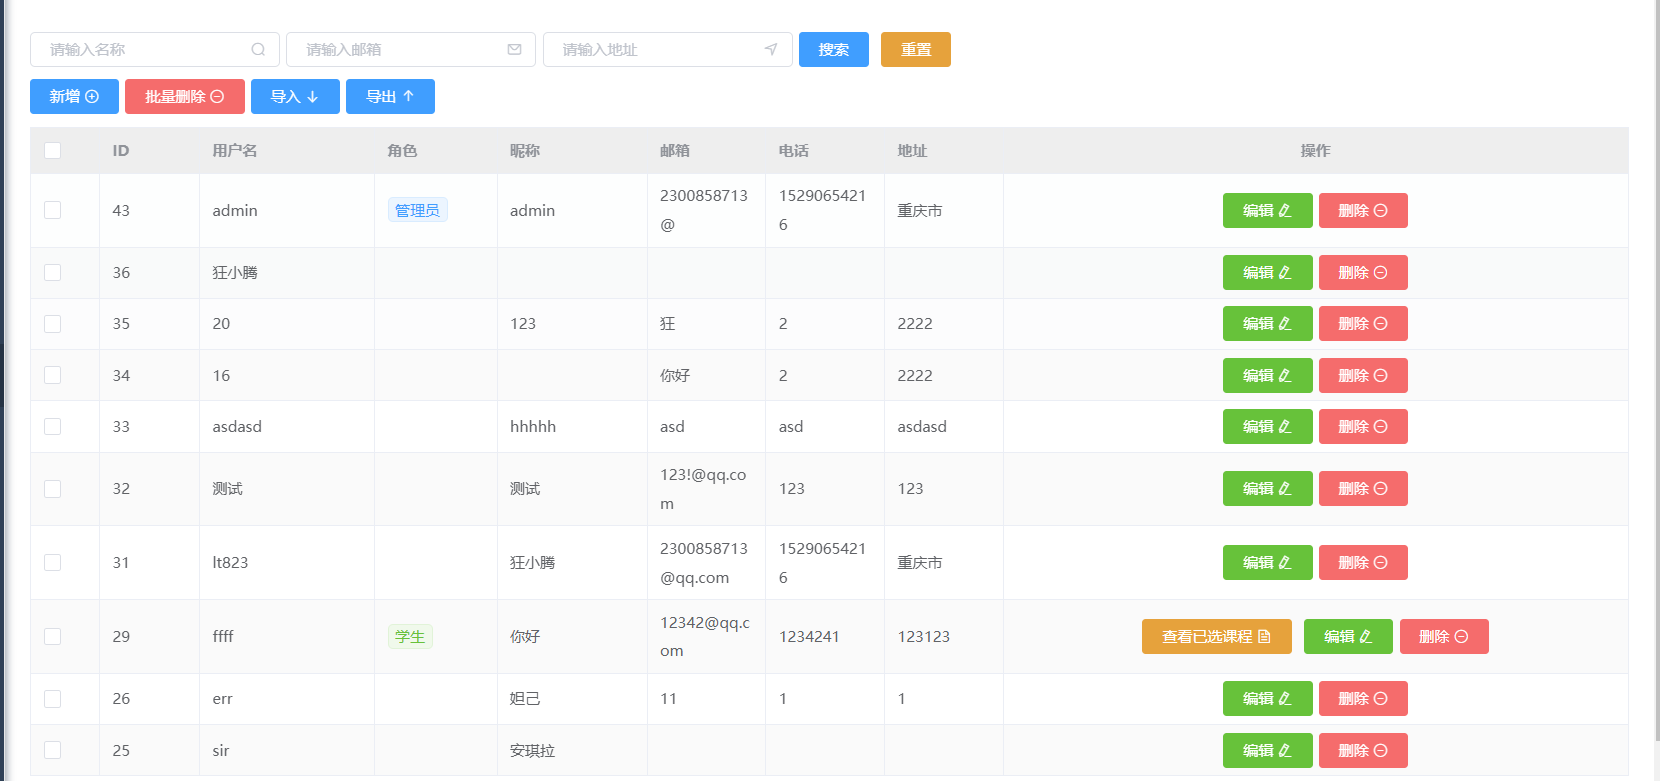 请输入名称 请输入邮箱 请输入地址 搜索 重置
新增 批量删除 导入 导出
ID 用户名 角色 昵称 邮箱 电话 地址 操作
43 admin 管理员 admin 2300858713@ 15290654216 重庆市 编辑 删除
36 狂小腾 编辑 删除
35 20 123 狂 2 2222 编辑 删除
34 16 你好 2 2222 编辑 删除
33 asdasd hhhhh asd asd asdasd 编辑 删除
32 测试 测试 123!@qq.com 123 123 编辑 删除
31 lt823 狂小腾 2300858713@qq.com 15290654216 重庆市 编辑 删除
29 ffff 学生 你好 12342@qq.com 1234241 123123 查看已选课程 编辑 删除
26 err 妲己 11 1 1 编辑 删除
25 sir 安琪拉 编辑 删除